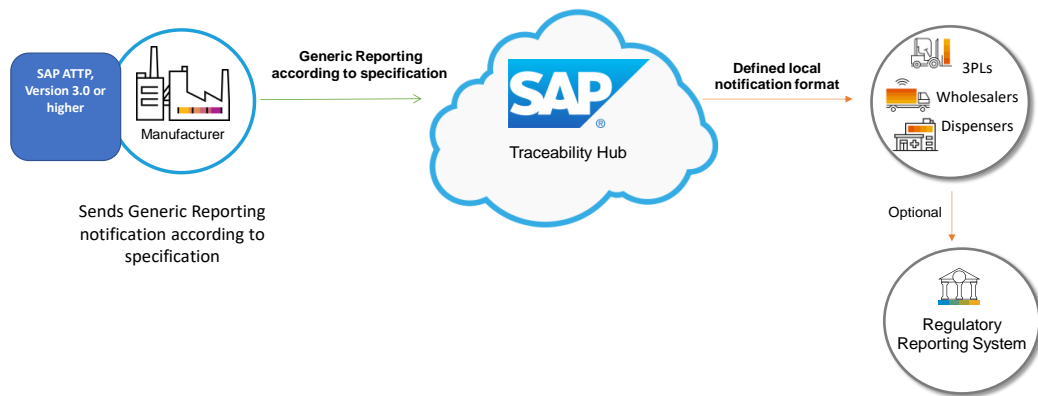 SAP ATTP,
Version 3.0 or
higher
Manufacturer
Sends Generic Reporting
notification according to
specification
Generic Reporting
according to specification
SAP
®
Traceability Hub
Defined local
notification format
3PLs
Wholesalers
Dispensers
Optional
Regulatory
Reporting System